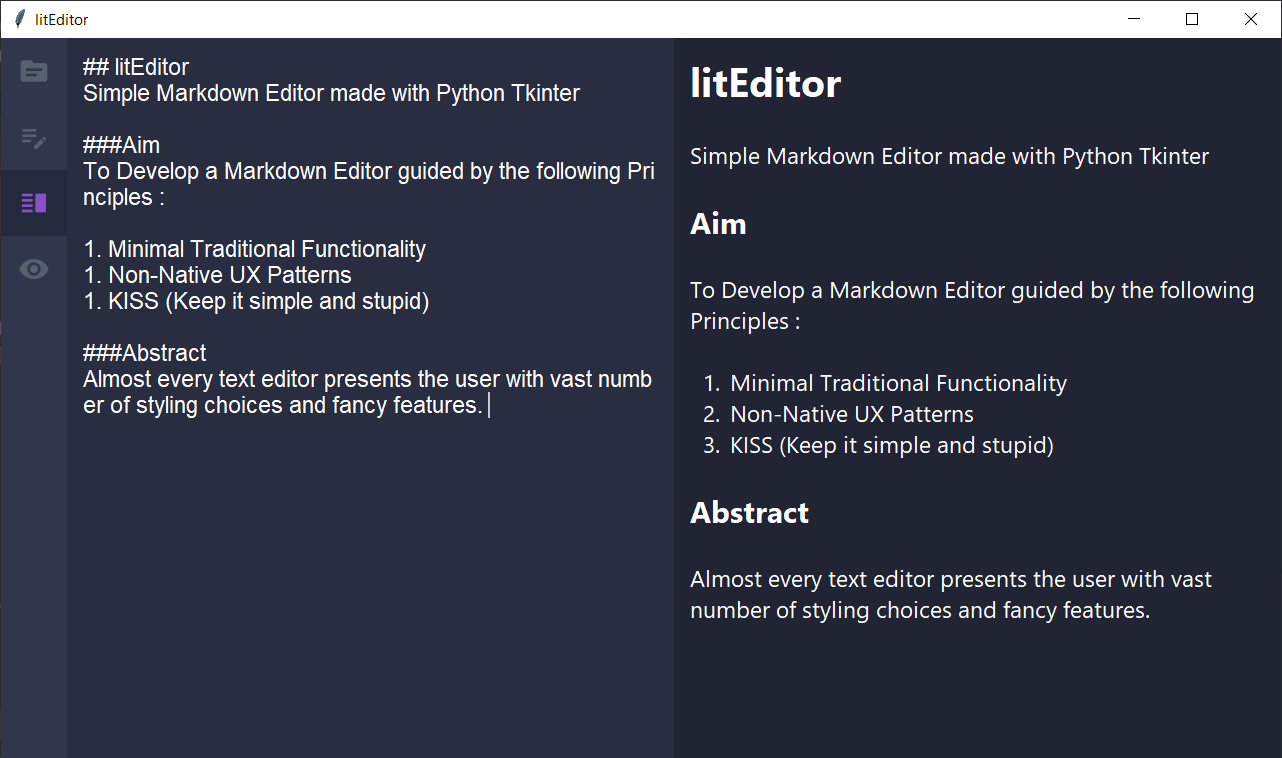 litEditor
## litEditor
Simple Markdown Editor made with Python Tkinter
###Aim
To Develop a Markdown Editor guided by the following Pri
nciples :
1. Minimal Traditional Functionality
1. Non-Native UX Patterns
1. KISS (Keep it simple and stupid)
###Abstract
Almost every text editor presents the user with vast numb
er of styling choices and fancy features.
litEditor
Simple Markdown Editor made with Python Tkinter
Aim
To Develop a Markdown Editor guided by the following
Principles :
1. Minimal Traditional Functionality
2. Non-Native UX Patterns
3. KISS (Keep it simple and stupid)
Abstract
Almost every text editor presents the user with vast
number of styling choices and fancy features.